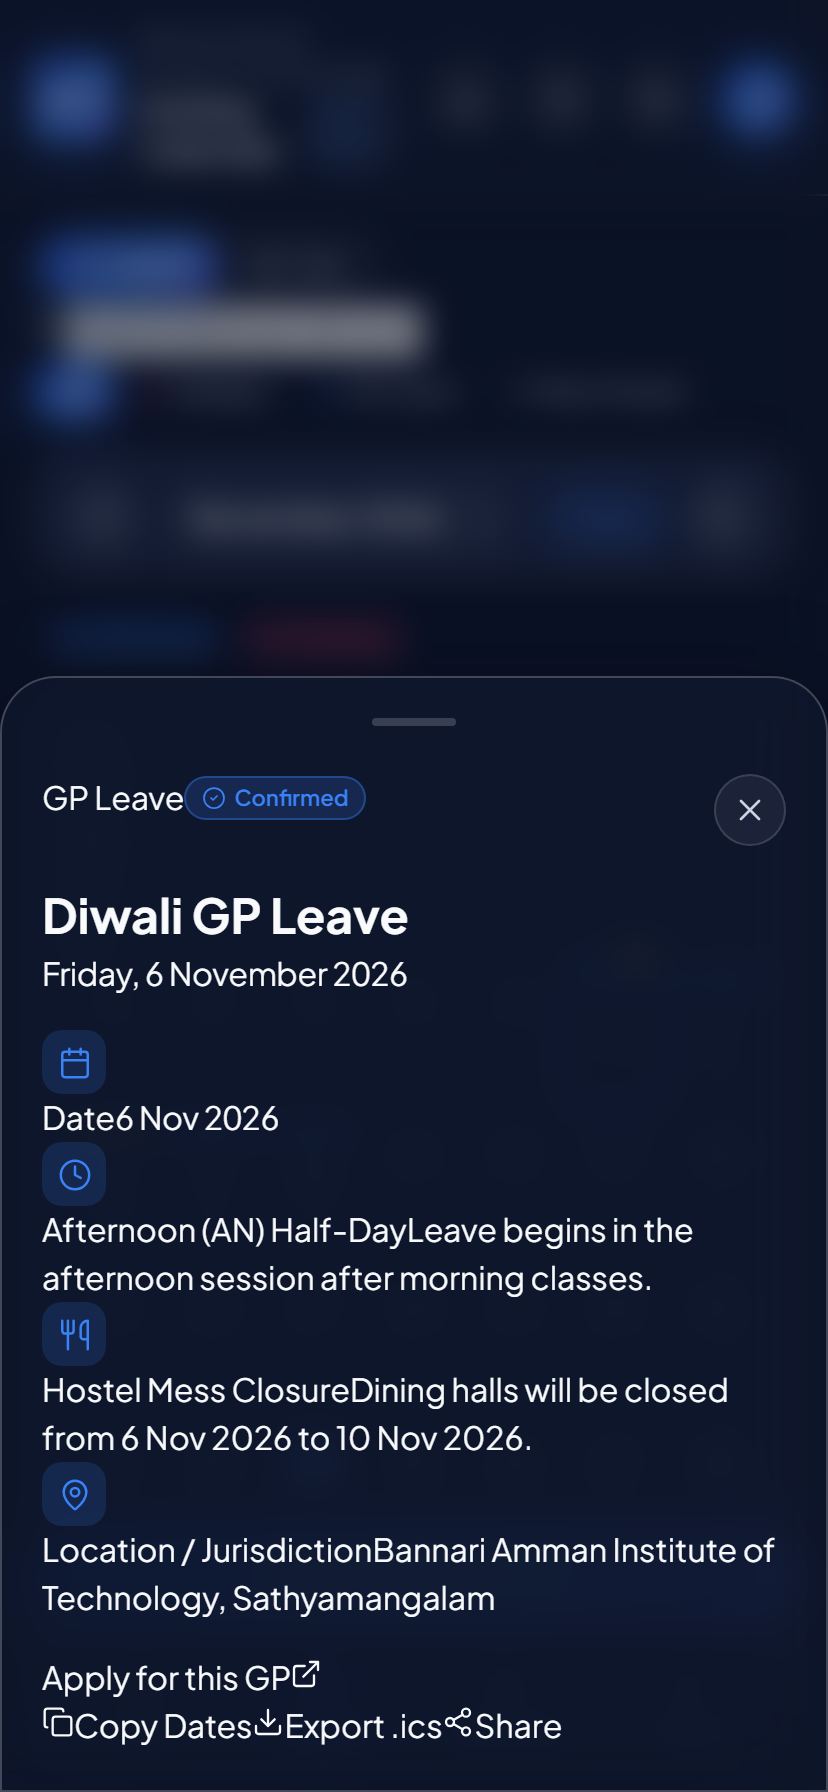 GP Leave Confirmed
Diwali GP Leave
Friday, 6 November 2026
Date6 Nov 2026
Afternoon (AN) Half-DayLeave begins in the
afternoon session after morning classes.
Hostel Mess ClosureDining halls will be closed
from 6 Nov 2026 to 10 Nov 2026.
Location / JurisdictionBannari Amman Institute of
Technology, Sathyamangalam
Apply for this GP
Copy Dates Export .ics Share